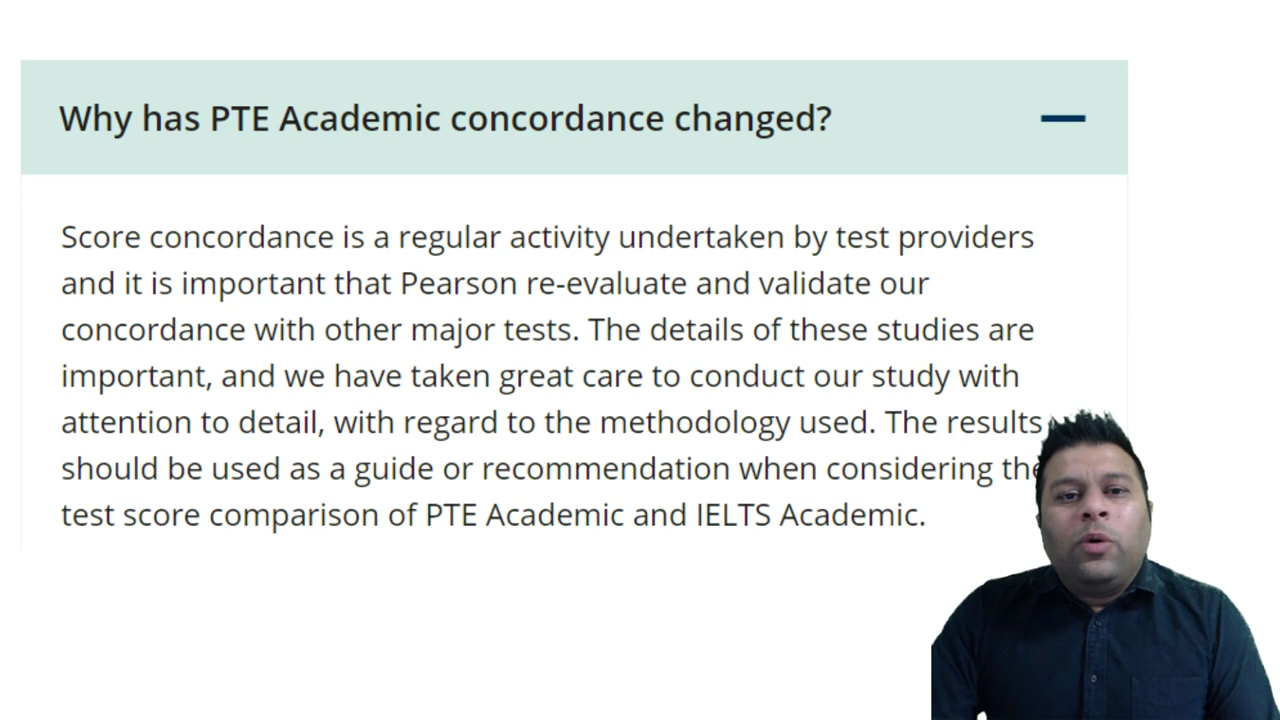 Why has PTE Academic concordance changed?
Score concordance is a regular activity undertaken by test providers
and it is important that Pearson re-evaluate and validate our
concordance with other major tests. The details of these studies are
important, and we have taken great care to conduct our study with
attention to detail, with regard to the methodology used. The results
should be used as a guide or recommendation when considering the
test score comparison of PTE Academic and IELTS Academic.